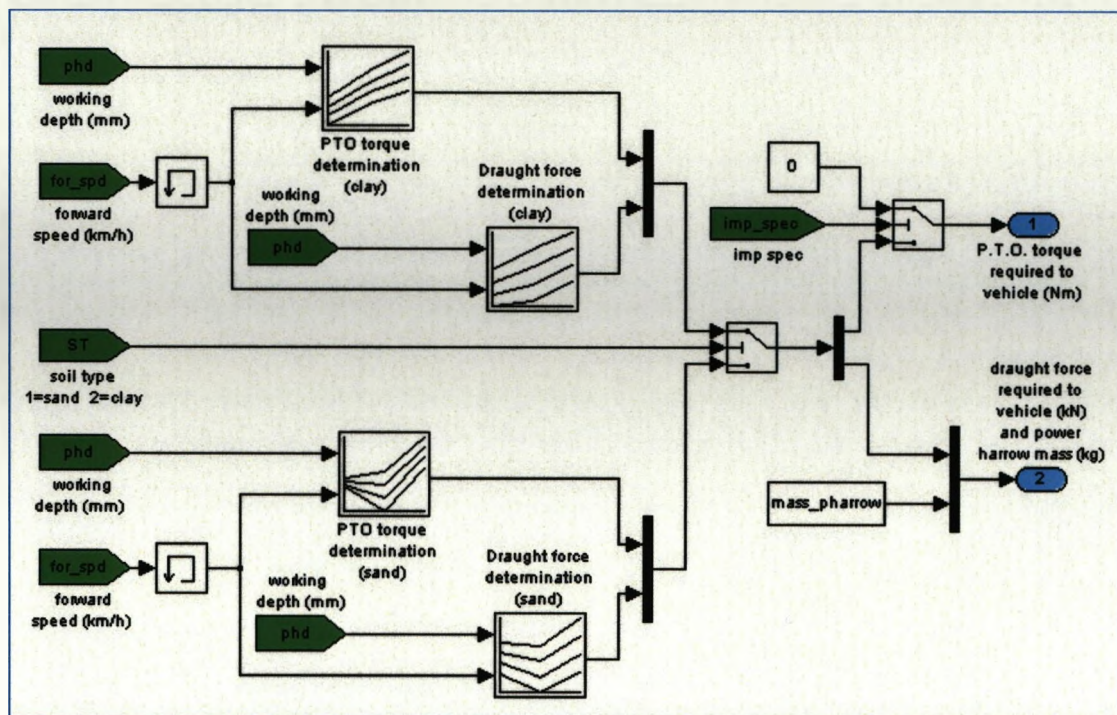 phd
working
depth (mm)
PTO torque
determination
(clay)
for_spd
forward
speed (km/h)
working
depth (mm)
phd
Draught force
determination
(clay)
0
imp_spec
imp spec
1
P.T.O. torque
required to
vehicle (Nm)
ST
soil type
1=sand 2=clay
draught force
required to
vehicle (kN)
and power
harrow mass (kg)
2
mass_pharrow
phd
working
depth (mm)
PTO torque
determination
(sand)
for_spd
forward
speed (km/h)
working
depth (mm)
phd
Draught force
determination
(sand)